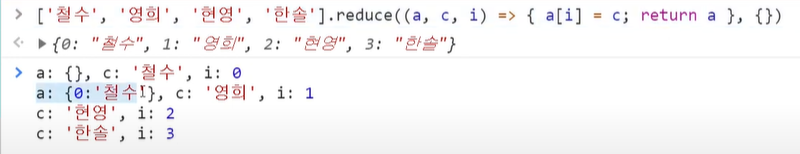 > ['철수', '영희', '현영', '한솔'].reduce((a, c, i) => { a[i] = c; return a }, {})
<· ▶{0: "철수", 1: "영희", 2: "현영", 3: "한솔"}
> a: {}, c: '철수', i: 0
a: {0:'철수'}, c: '영희', i: 1
c: '현영', i: 2
c: '한솔', i: 3